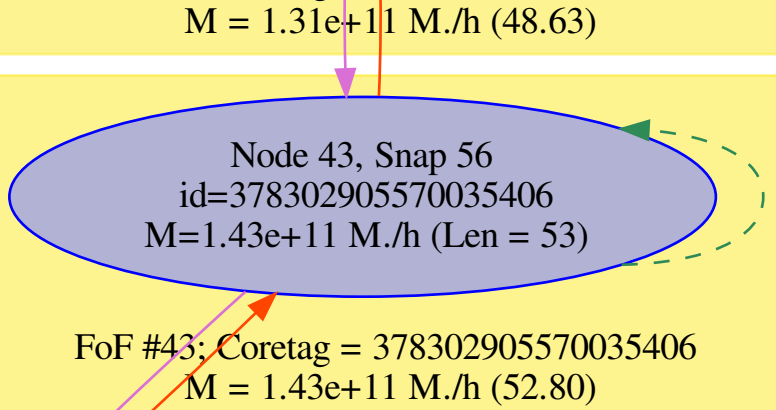 M = 1.31e+11 M./h (48.63)
Node 43, Snap 56
id=378302905570035406
M=1.43e+11 M./h (Len = 53)
FoF #43; Coretag = 378302905570035406
M = 1.43e+11 M./h (52.80)